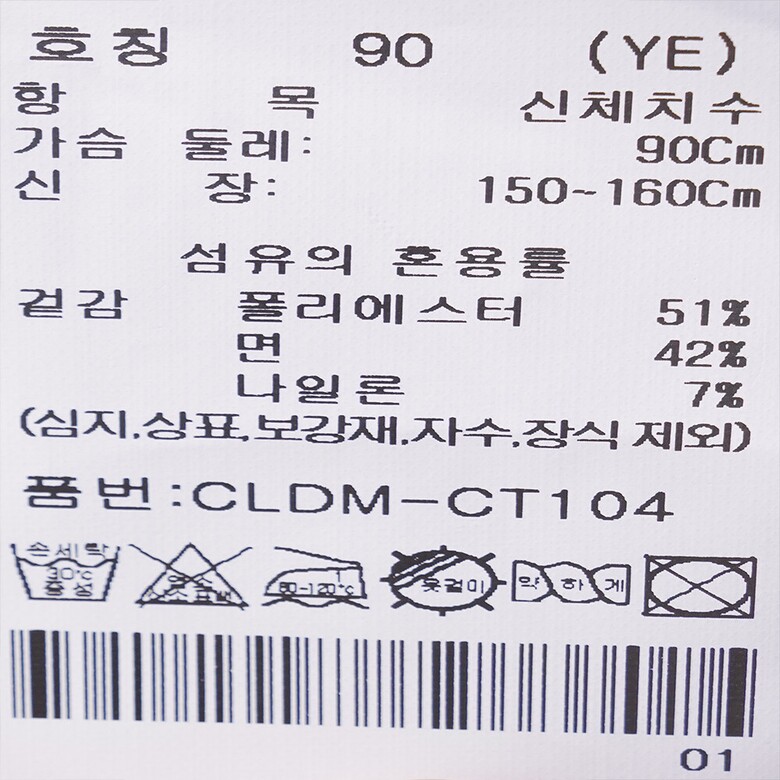 호칭 90 (YE)
항 목 신체치수
가슴 둘레: 90Cm
신 장: 150~160Cm
섬유의 혼용률
겉감 폴리에스터 51%
면 42%
나일론 7%
(심지,상표,보강재,자수,장식 제외)
품번:CLDM-CT104
손세탁 30°C 중성 80-120°C 옷걸이 약하게
01